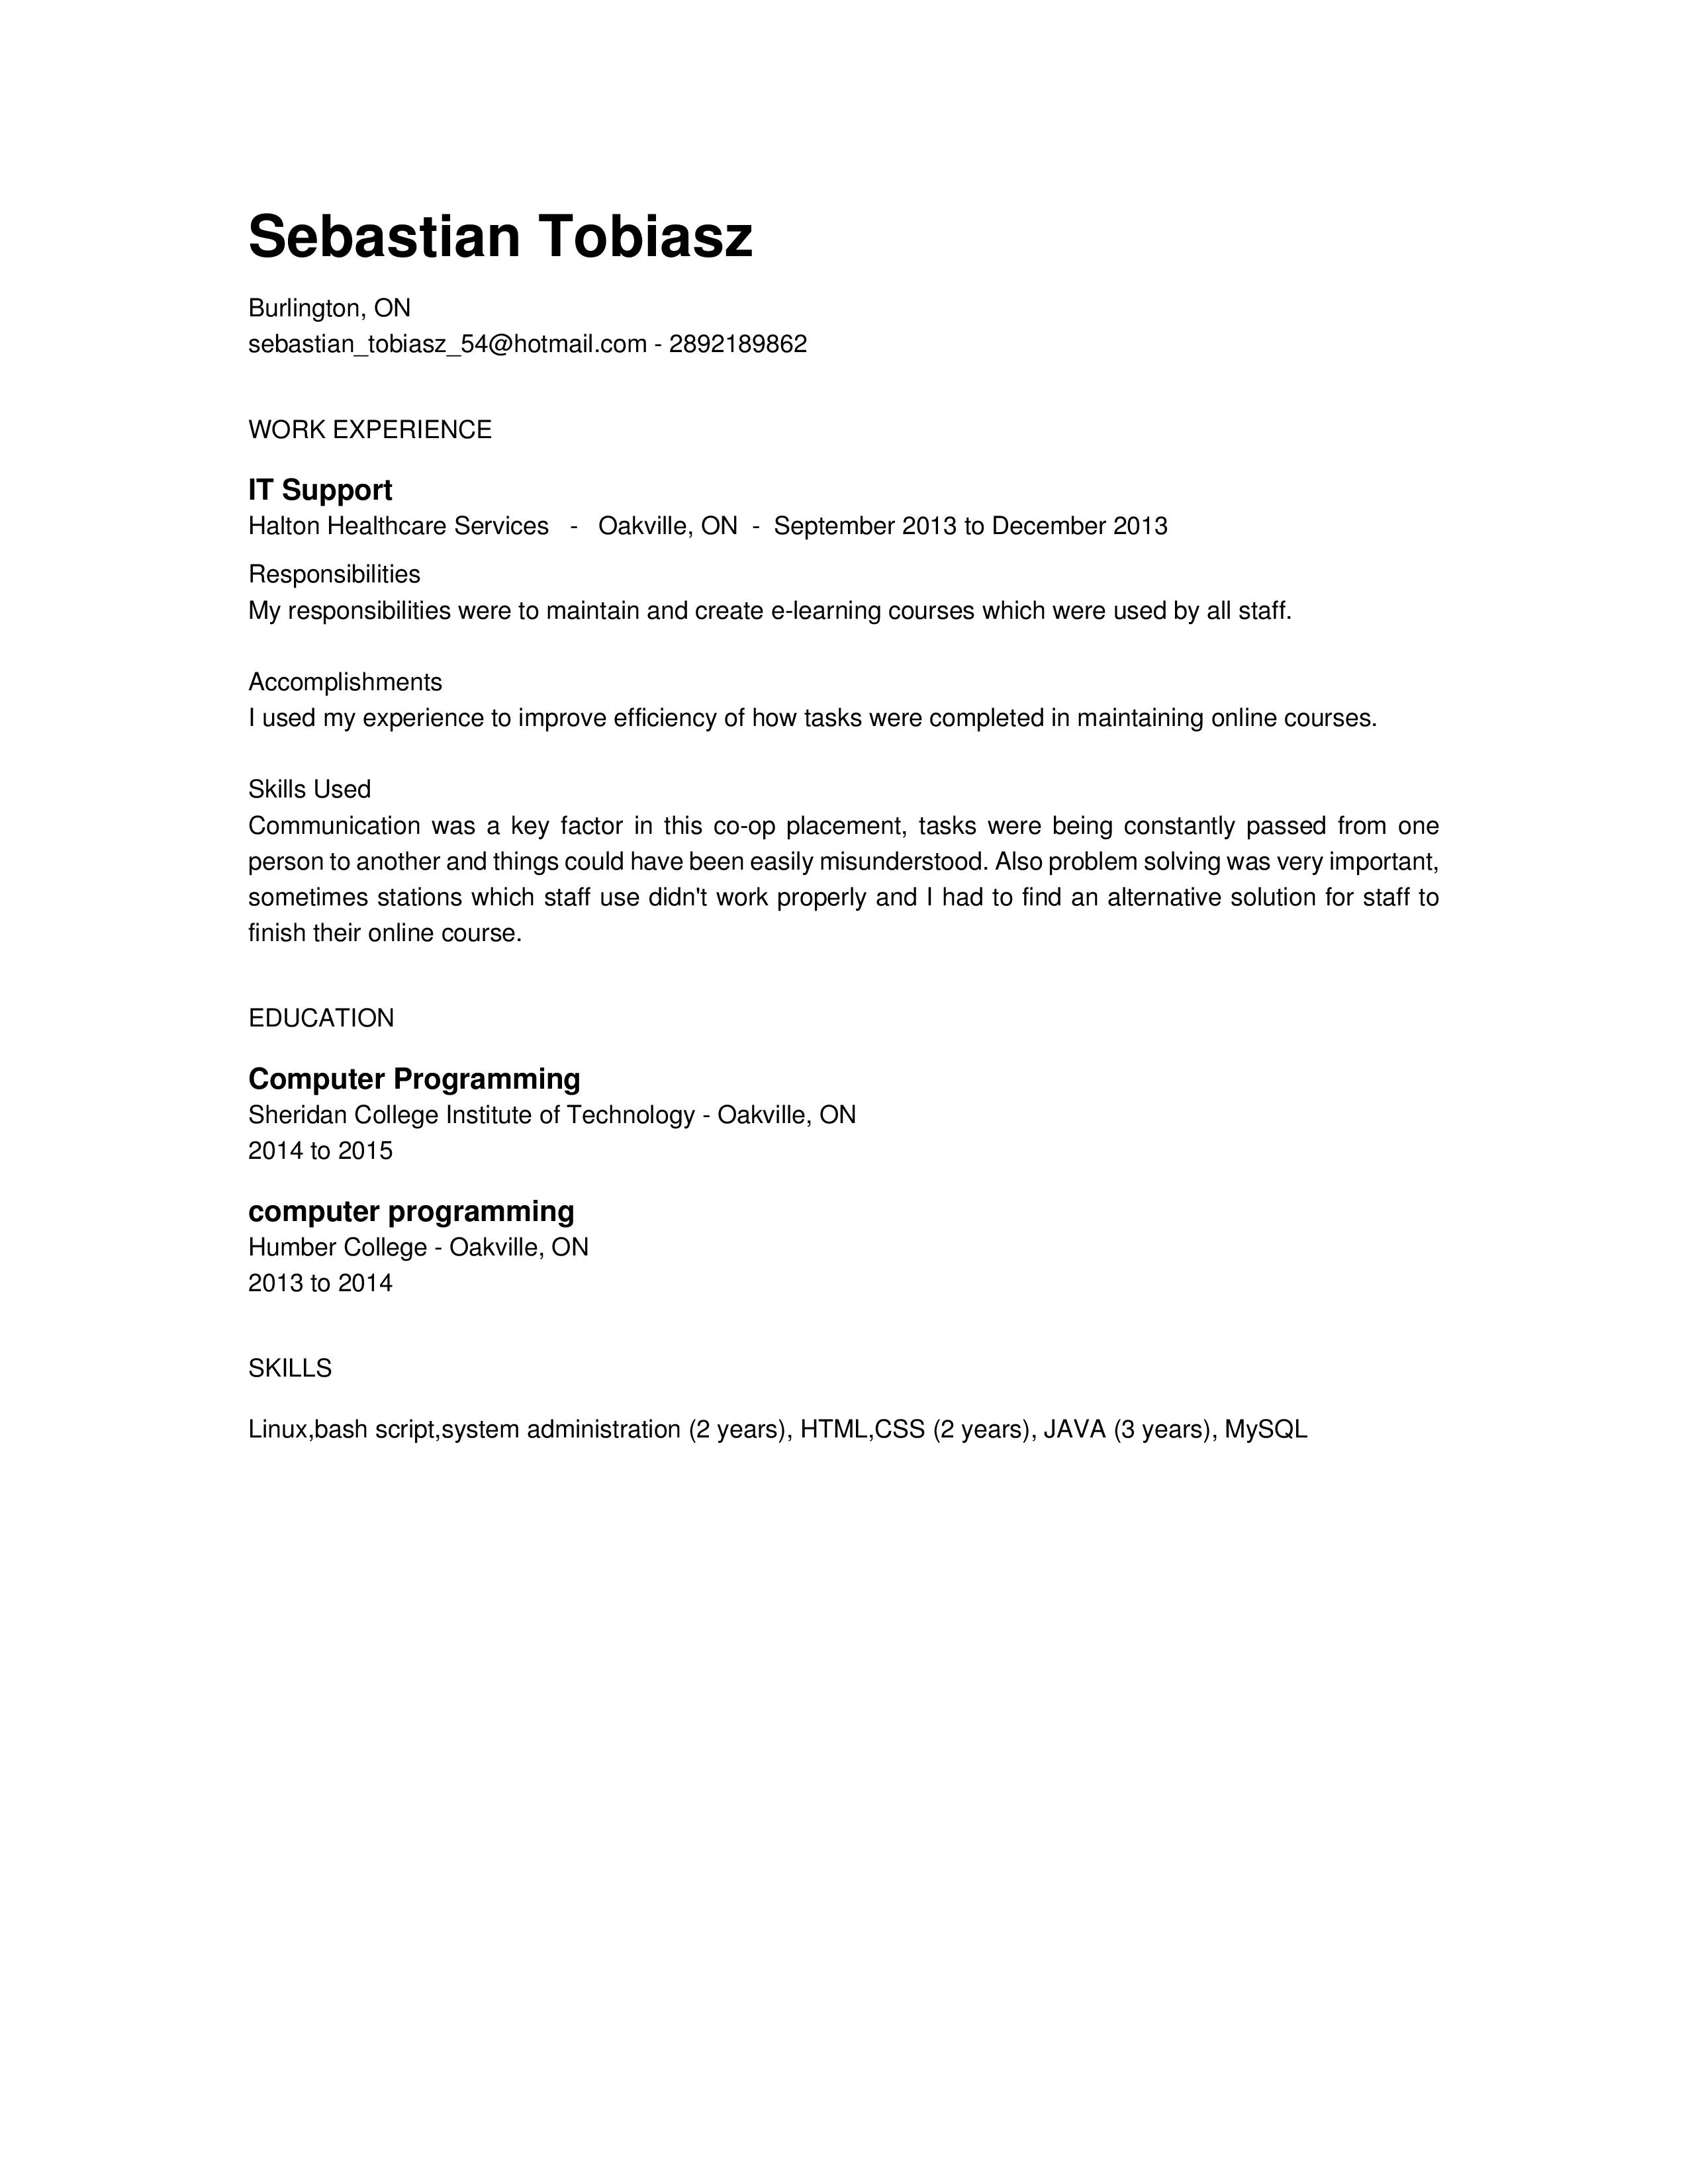 Sebastian Tobiasz
Burlington, ON
sebastian_tobiasz_54@hotmail.com - 2892189862
WORK EXPERIENCE
IT Support
Halton Healthcare Services - Oakville, ON - September 2013 to December 2013
Responsibilities
My responsibilities were to maintain and create e-learning courses which were used by all staff.
Accomplishments
I used my experience to improve efficiency of how tasks were completed in maintaining online courses.
Skills Used
Communication was a key factor in this co-op placement, tasks were being constantly passed from one
person to another and things could have been easily misunderstood. Also problem solving was very important,
sometimes stations which staff use didn't work properly and I had to find an alternative solution for staff to
finish their online course.
EDUCATION
Computer Programming
Sheridan College Institute of Technology - Oakville, ON
2014 to 2015
computer programming
Humber College - Oakville, ON
2013 to 2014
SKILLS
Linux,bash script,system administration (2 years), HTML,CSS (2 years), JAVA (3 years), MySQL